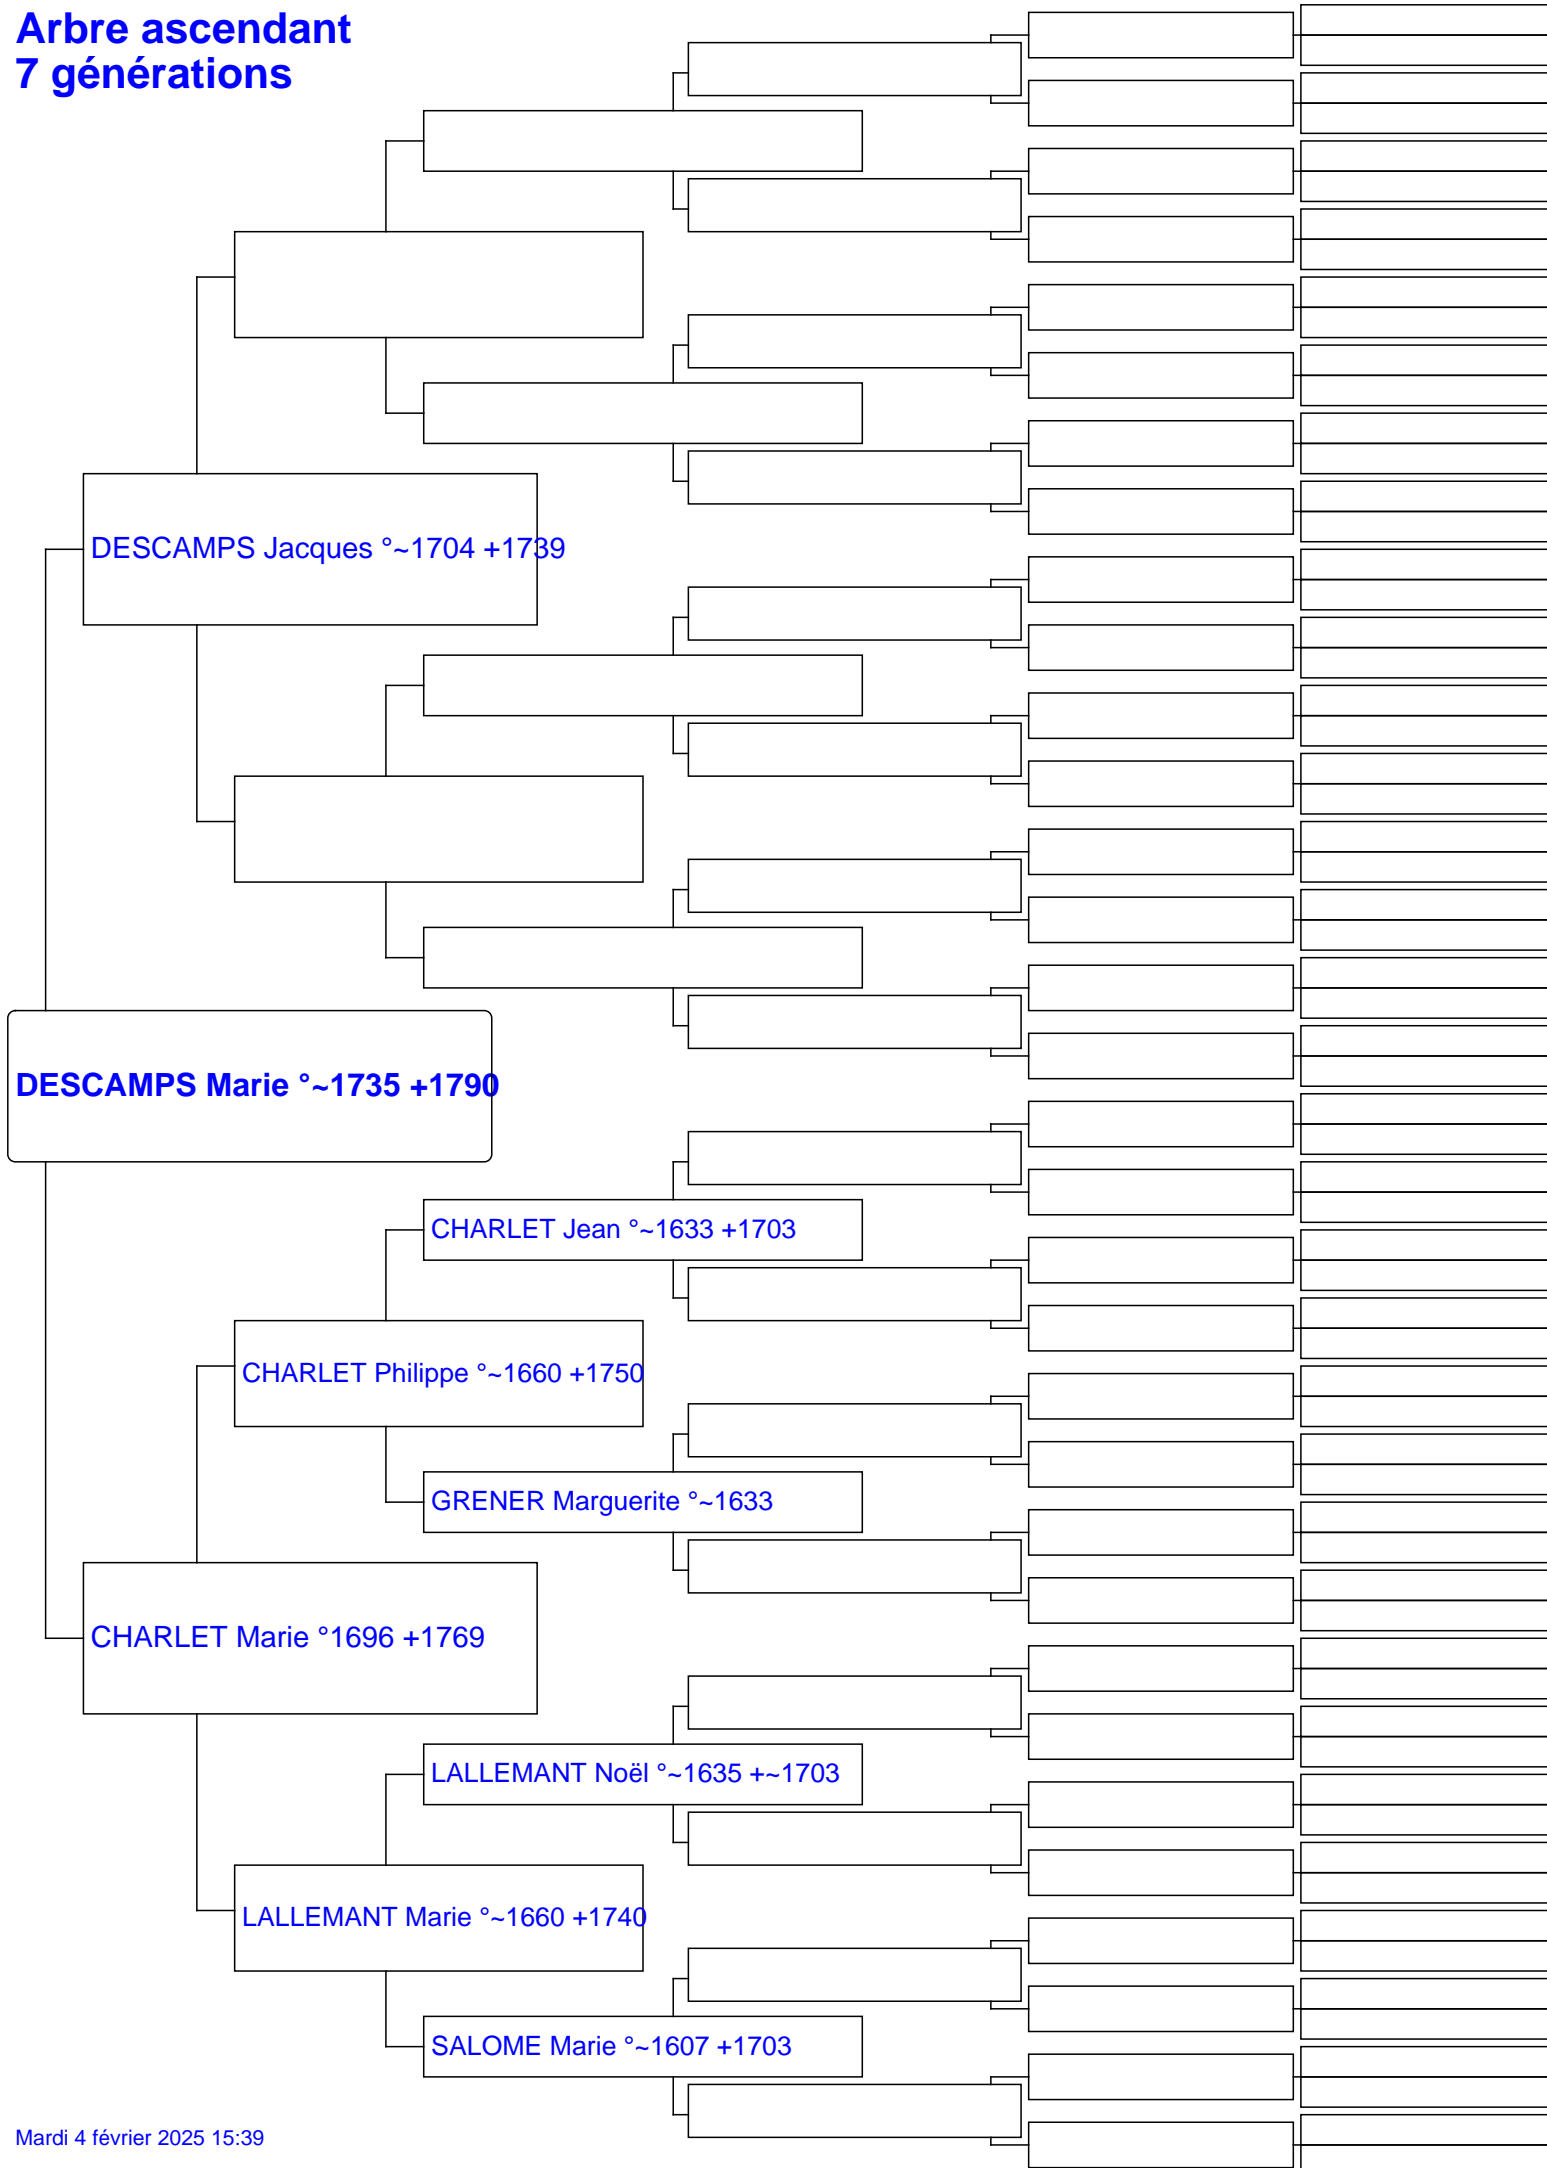 Arbre ascendant
7 générations
DESCAMPS Jacques °~1704 +1739
DESCAMPS Marie °~1735 +1790
CHARLET Jean °~1633 +1703
CHARLET Philippe °~1660 +1750
GRENER Marguerite °~1633
CHARLET Marie °1696 +1769
LALLEMANT Noël °~1635 +~1703
LALLEMANT Marie °~1660 +1740
SALOME Marie °~1607 +1703
Mardi 4 février 2025 15:39